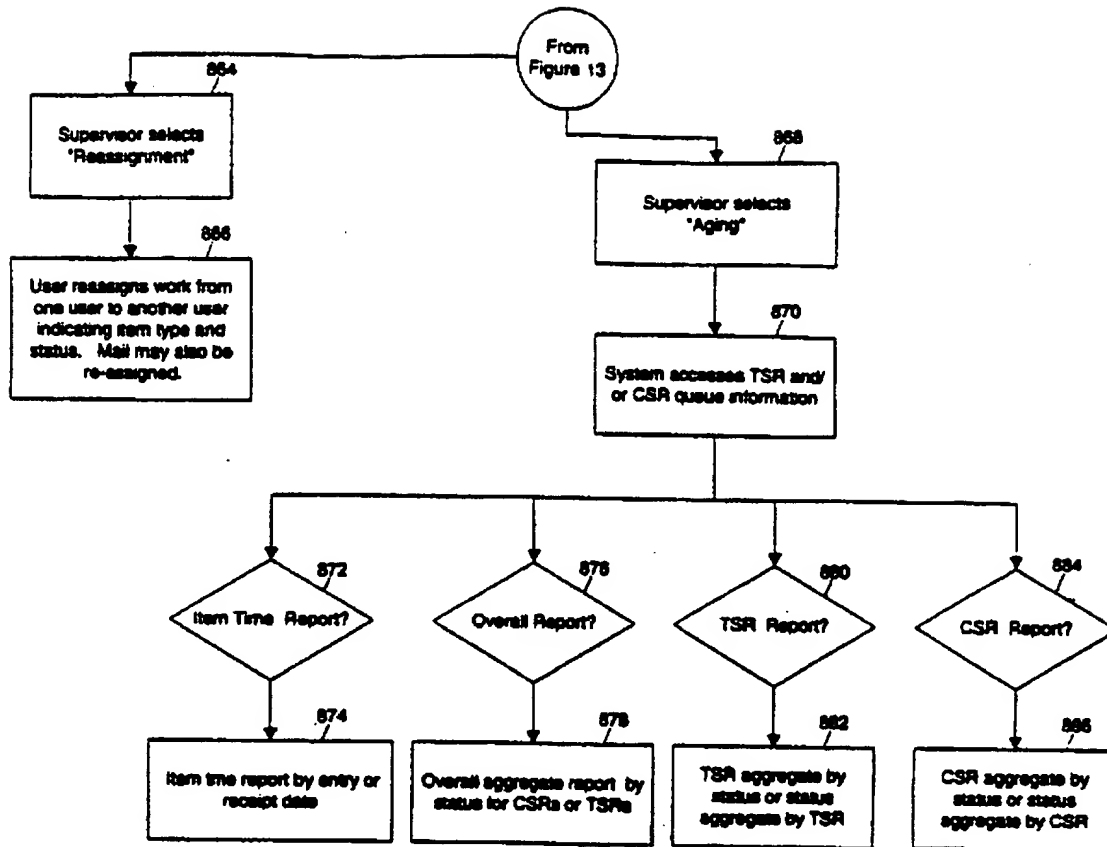 From
Figure 13
864
Supervisor selects
"Reassignment"
866
User reassigns work from
one user to another user
indicating item type and
status. Mail may also be
re-assigned.
868
Supervisor selects
"Aging"
870
System accesses TSR and/
or CSR queue information
872
Item Time Report?
876
Overall Report?
880
TSR Report?
884
CSR Report?
874
Item time report by entry or
receipt date
878
Overall aggregate report by
status for CSRs or TSRs
882
TSR aggregate by
status or status
aggregate by TSR
886
CSR aggregate by
status or status
aggregate by CSR